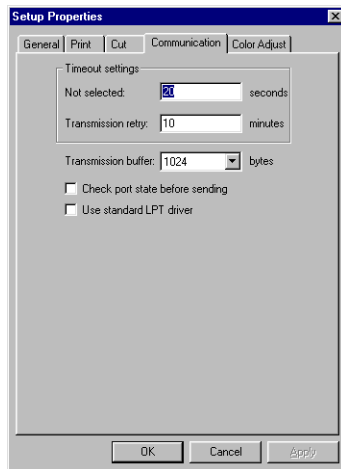 Setup Properties
General Print Cut Communication Color Adjust
Timeout settings
Not selected: 20 seconds
Transmission retry: 10 minutes
Transmission buffer: 1024 bytes
Check port state before sending
Use standard LPT driver
OK Cancel Apply